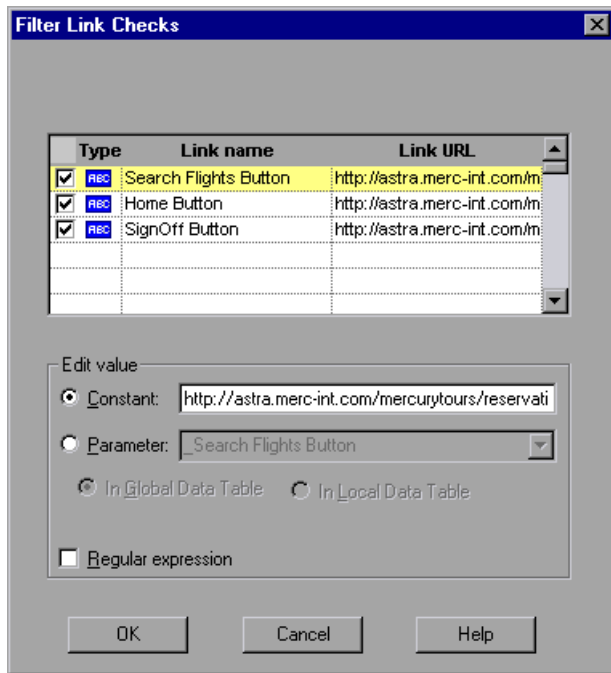 Filter Link Checks
Type Link name Link URL
ABC Search Flights Button http://astra.merc-int.com/m
ABC Home Button http://astra.merc-int.com/m
ABC SignOff Button http://astra.merc-int.com/m
Edit value
Constant: http://astra.merc-int.com/mercurytours/reservati
Parameter: _Search Flights Button
In Global Data Table In Local Data Table
Regular expression
OK Cancel Help